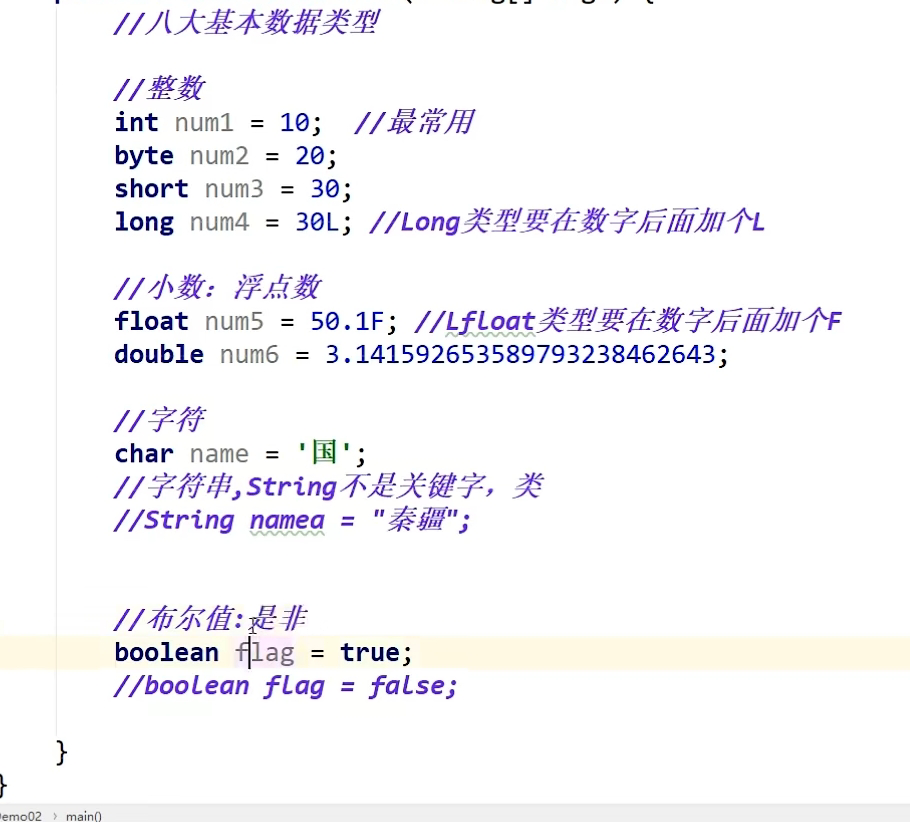 //八大基本数据类型
//整数
int num1 = 10; //最常用
byte num2 = 20;
short num3 = 30;
long num4 = 30L; //Long类型要在数字后面加个L
//小数：浮点数
float num5 = 50.1F; //Lfloat类型要在数字后面加个F
double num6 = 3.141592653589793238462643;
//字符
char name = '国';
//字符串,String不是关键字，类
//String namea = "秦疆";
//布尔值:是非
boolean flag = true;
//boolean flag = false;
}
}
emo02 › main()